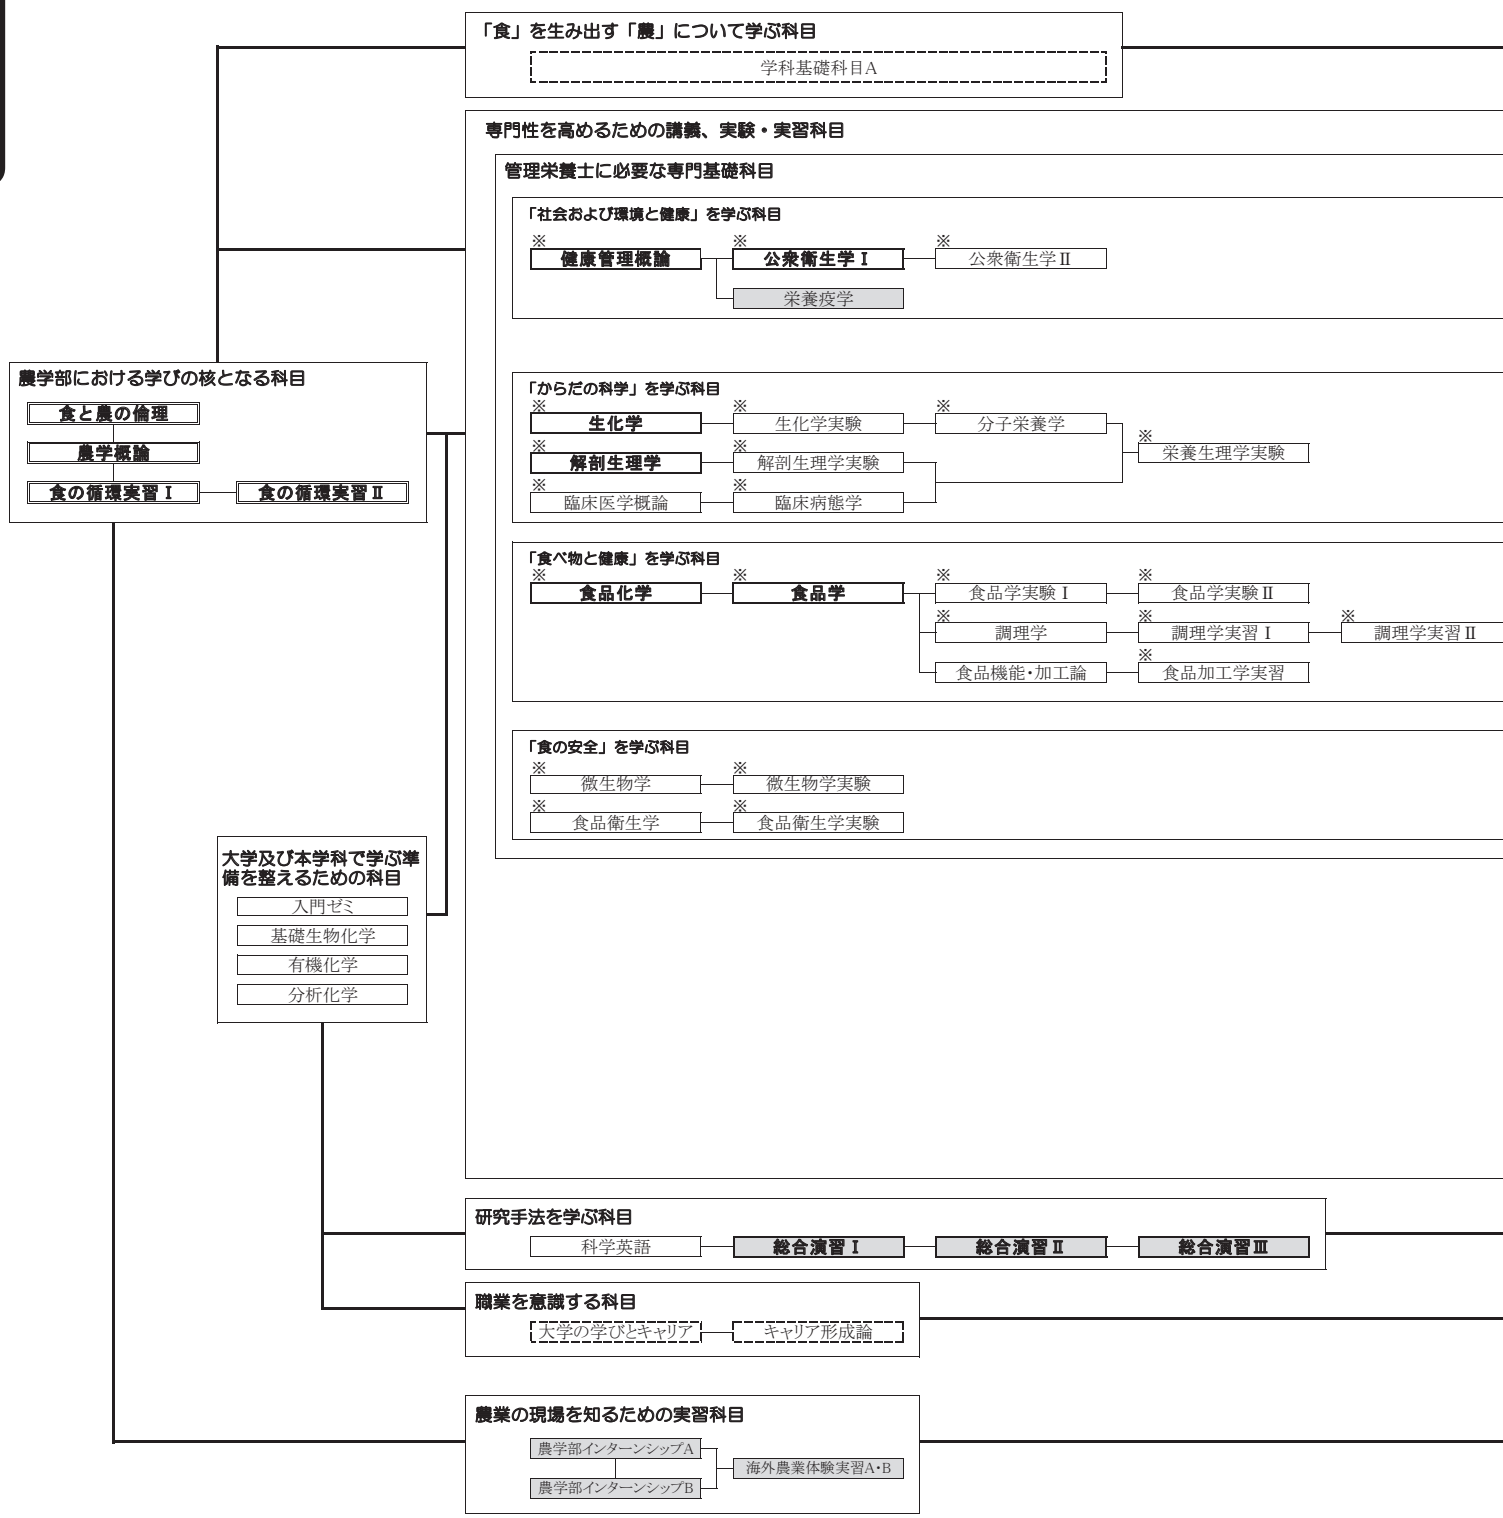 「食」を生み出す「農」について学ぶ科目
学科基礎科目A
専門性を高めるための講義、実験・実習科目
管理栄養士に必要な専門基礎科目
「社会および環境と健康」を学ぶ科目
※ ※ ※
健康管理概論 公衆衛生学Ⅰ 公衆衛生学Ⅱ
栄養疫学
農学部における学びの核となる科目
食と農の倫理
農学概論
食の循環実習Ⅰ 食の循環実習Ⅱ
「からだの科学」を学ぶ科目
※ ※ ※
生化学 生化学実験 分子栄養学
※ ※ ※
解剖生理学 解剖生理学実験 栄養生理学実験
※ ※
臨床医学概論 臨床病態学
「食べ物と健康」を学ぶ科目
※ ※ ※ ※
食品化学 食品学 食品学実験Ⅰ 食品学実験Ⅱ
※ ※ ※
調理学 調理学実習Ⅰ 調理学実習Ⅱ
※
食品機能・加工論 食品加工学実習
「食の安全」を学ぶ科目
※ ※
微生物学 微生物学実験
※ ※
食品衛生学 食品衛生学実験
大学及び本学科で学ぶ準
備を整えるための科目
入門ゼミ
基礎生物化学
有機化学
分析化学
研究手法を学ぶ科目
科学英語 総合演習Ⅰ 総合演習Ⅱ 総合演習Ⅲ
職業を意識する科目
大学の学びとキャリア キャリア形成論
農業の現場を知るための実習科目
農学部インターンシップA
海外農業体験実習A・B
農学部インターンシップB